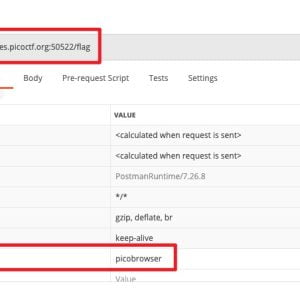 es.picoctf.org:50522/flag
Body Pre-request Script Tests Settings
VALUE
<calculated when request is sent>
<calculated when request is sent>
PostmanRuntime/7.26.8
*/*
gzip, deflate, br
keep-alive
picobrowser
Value